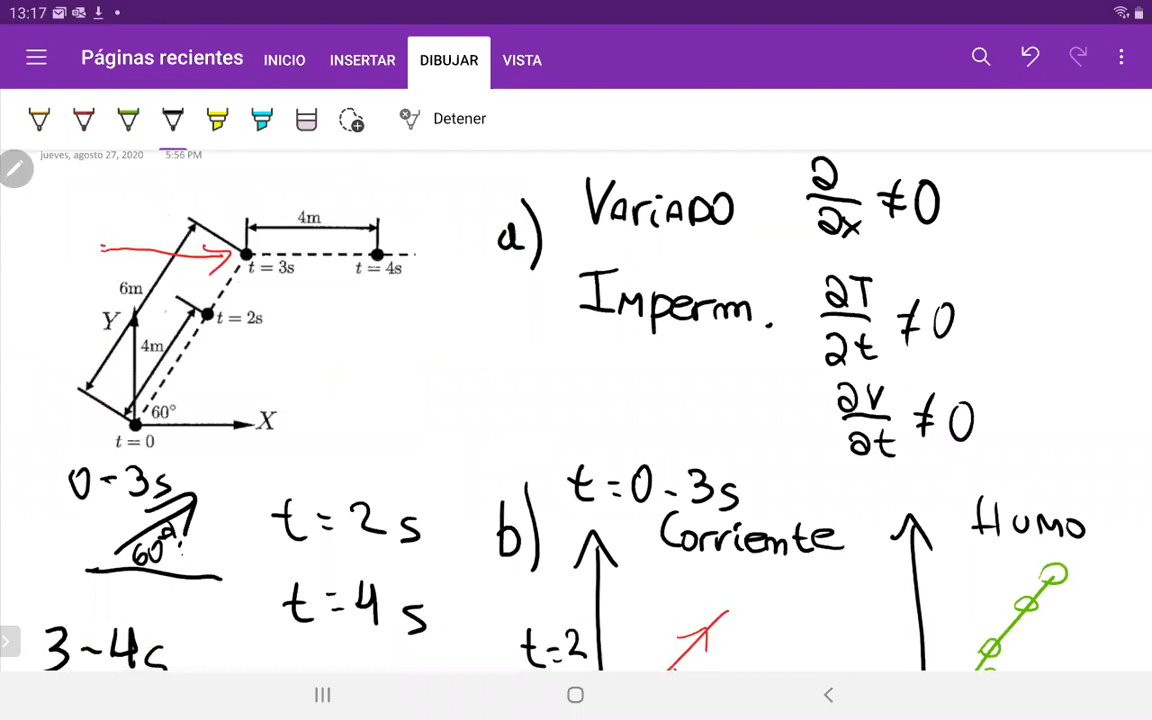 13:17
Páginas recientes INICIO INSERTAR DIBUJAR VISTA
Detener
jueves, agosto 27, 2020 5:56 PM
4m
t = 3s t = 4s
6m
Y t = 2s
4m
60°
X
t = 0
0 - 3s
60°
t = 2 s
t = 4 s
3 - 4s
a) Variado ∂/∂x ≠ 0
Imperm. ∂T/∂t ≠ 0
∂V/∂t ≠ 0
t = 0 - 3s
b) Corriente Humo
t = 2